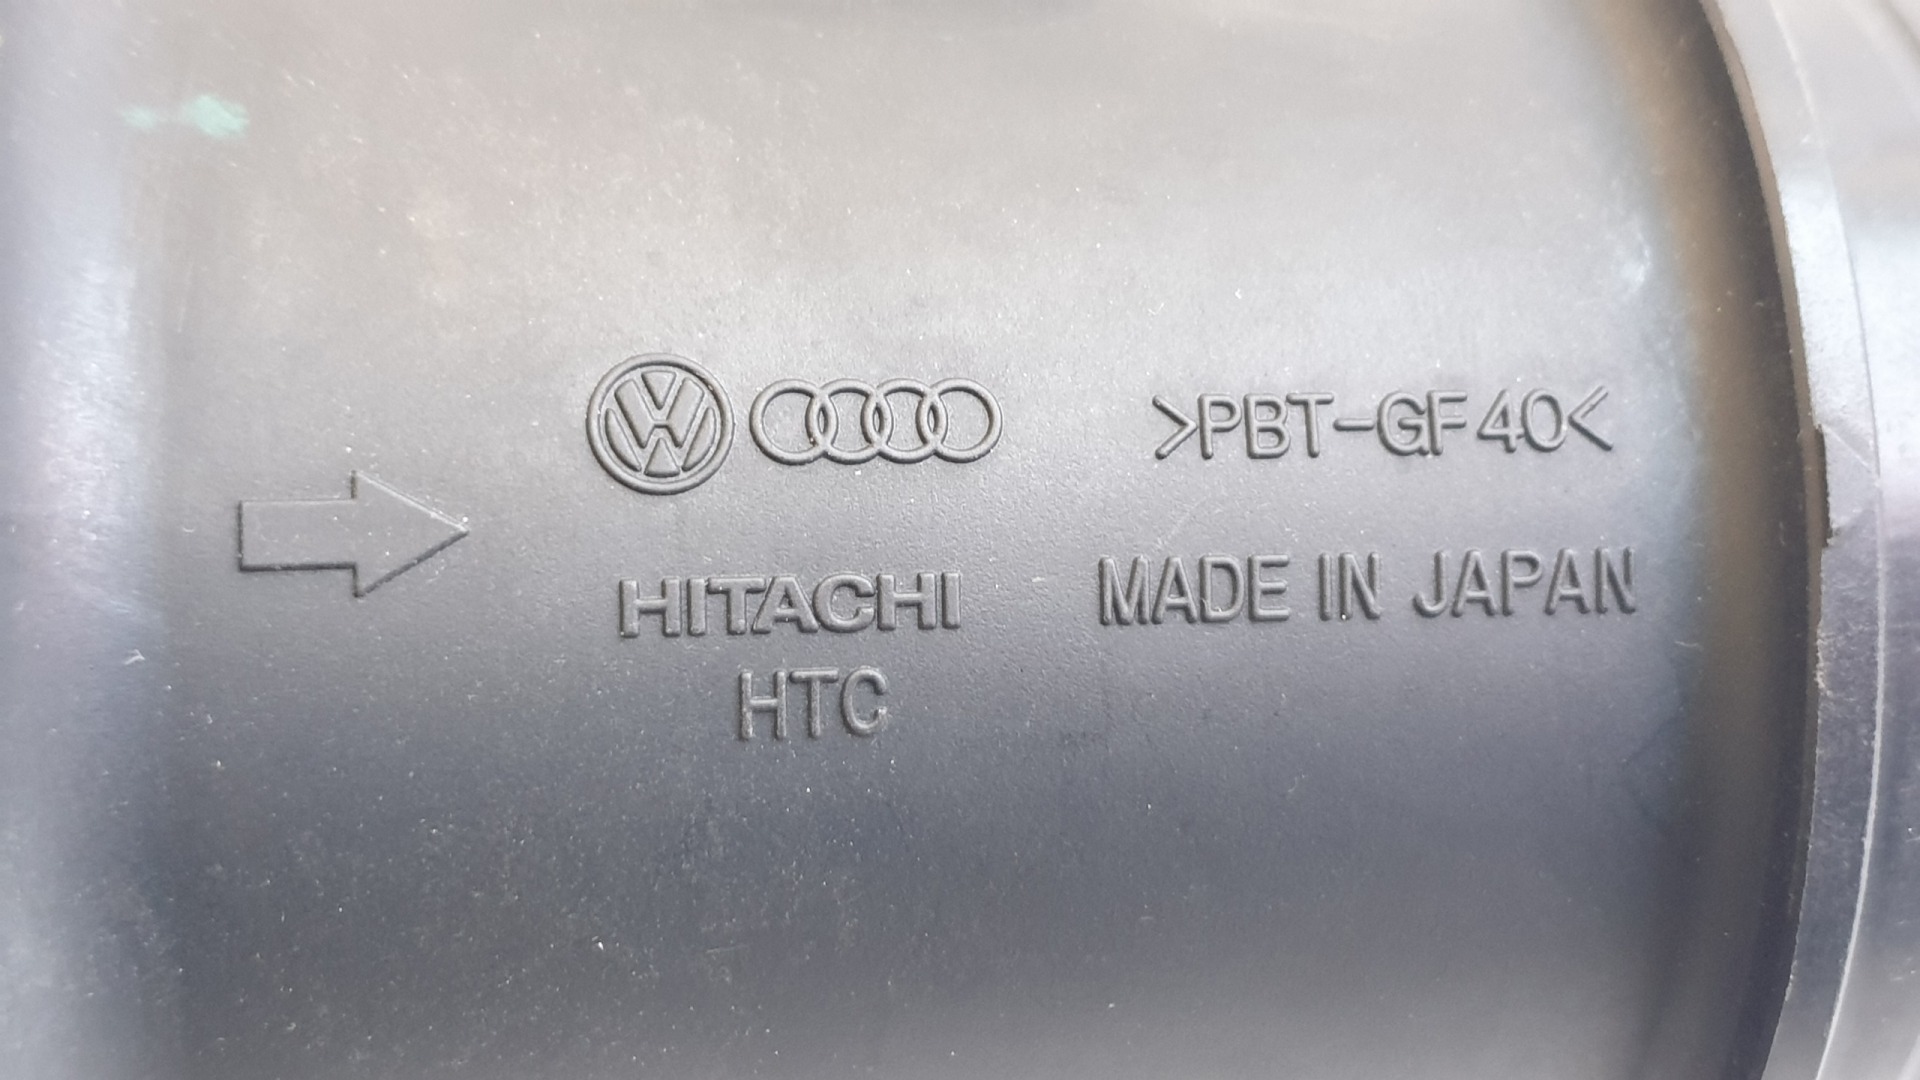 >PBT-GF40<
HITACHI
MADE IN JAPAN
HTC